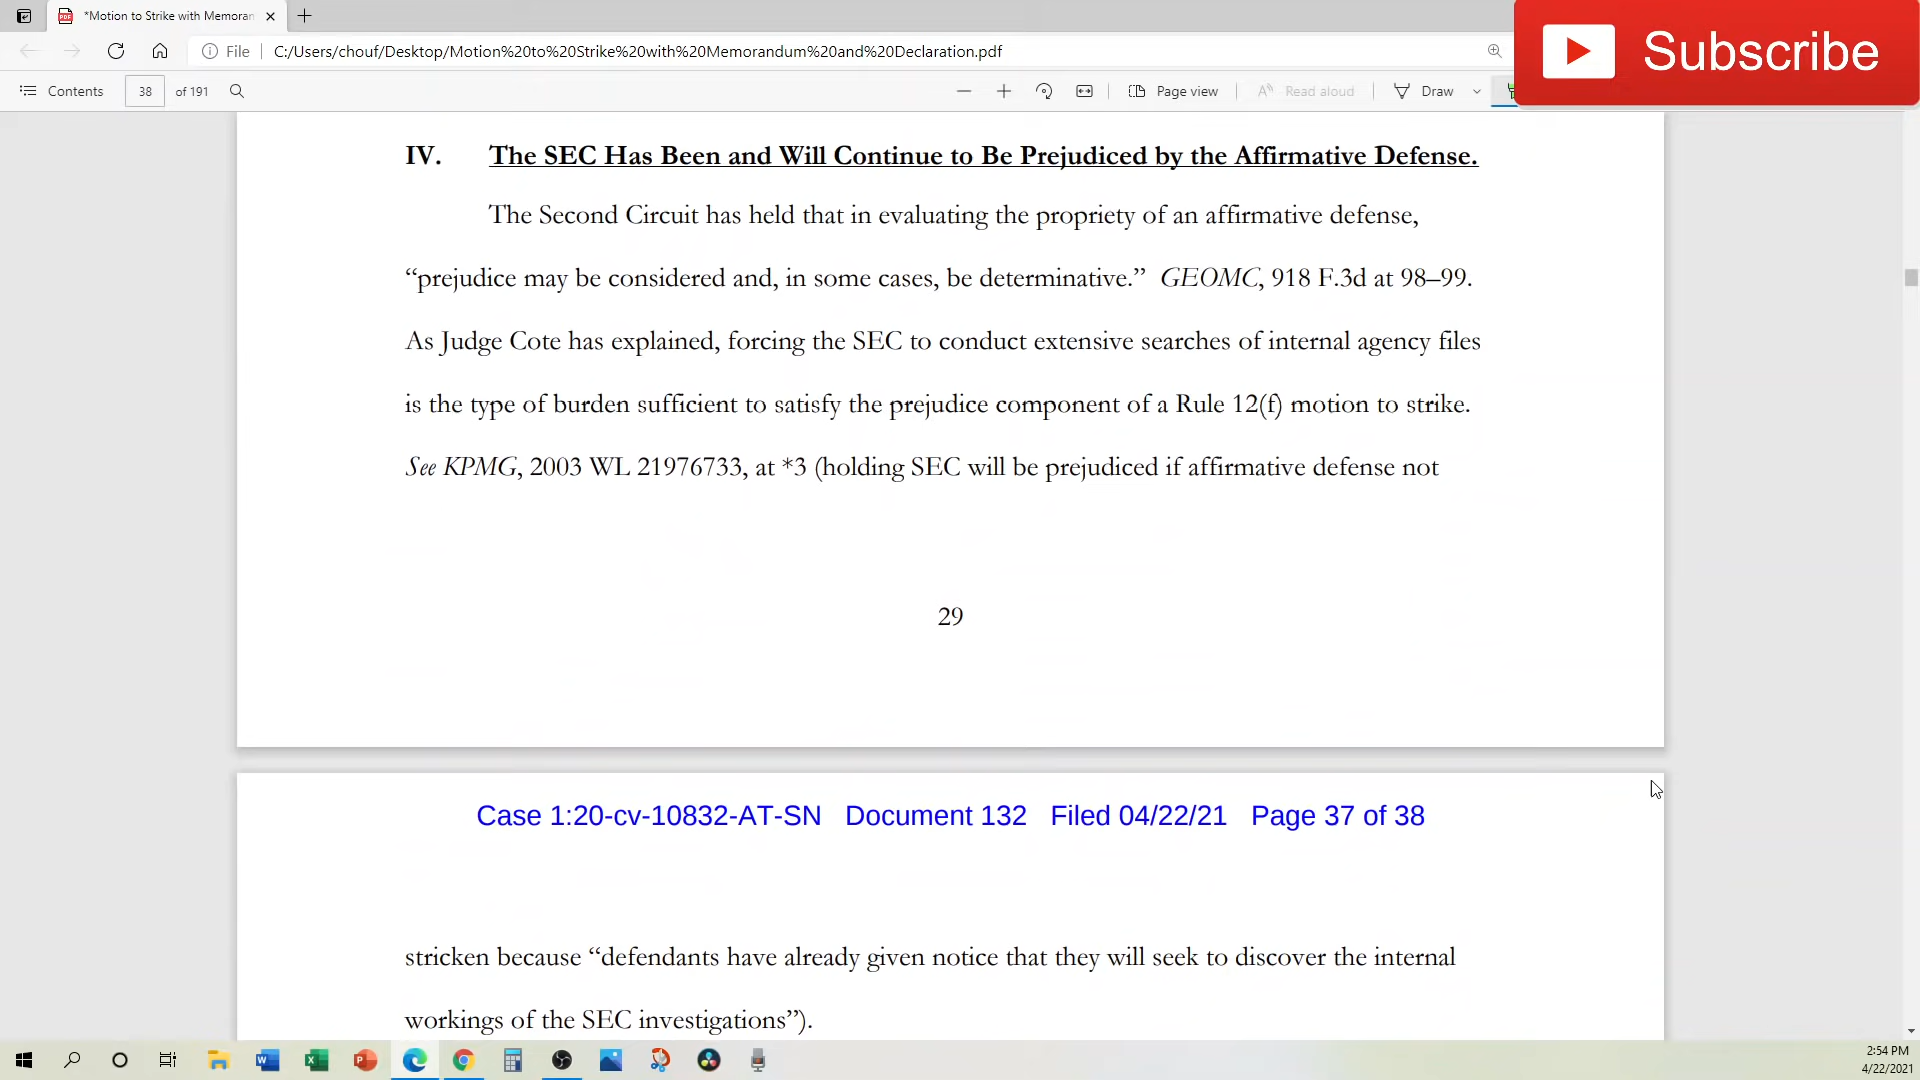 *Motion to Strike with Memoran
File
C:/Users/chouf/Desktop/Motion%20to%20Strike%20with%20Memorandum%20and%20Declaration.pdf
Subscribe
Contents
38
of 191
Page view
Read aloud
Draw
IV. The SEC Has Been and Will Continue to Be Prejudiced by the Affirmative Defense.
The Second Circuit has held that in evaluating the propriety of an affirmative defense,
“prejudice may be considered and, in some cases, be determinative.” GEOMC, 918 F.3d at 98–99.
As Judge Cote has explained, forcing the SEC to conduct extensive searches of internal agency files
is the type of burden sufficient to satisfy the prejudice component of a Rule 12(f) motion to strike.
See KPMG, 2003 WL 21976733, at *3 (holding SEC will be prejudiced if affirmative defense not
29
Case 1:20-cv-10832-AT-SN Document 132 Filed 04/22/21 Page 37 of 38
stricken because “defendants have already given notice that they will seek to discover the internal
workings of the SEC investigations”).
2:54 PM
4/22/2021